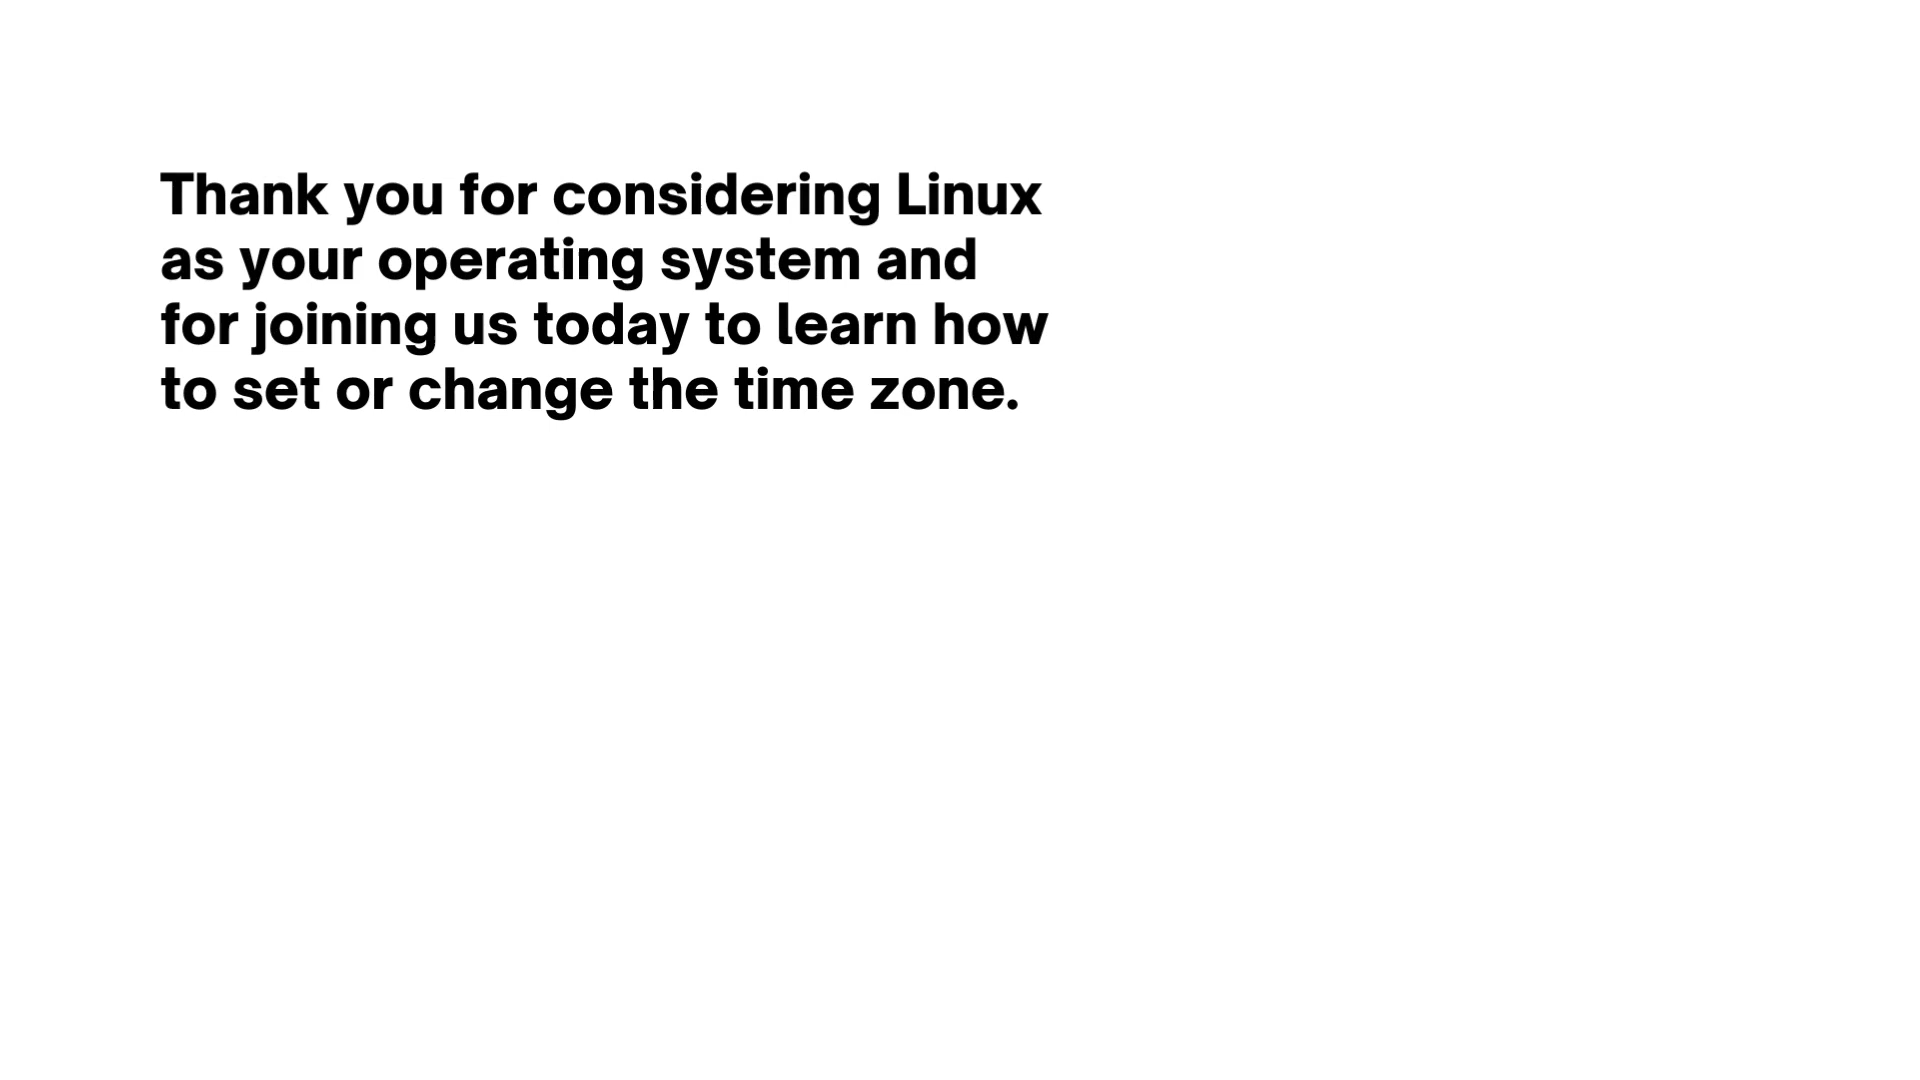 Thank you for considering Linux
as your operating system and
for joining us today to learn how
to set or change the time zone.